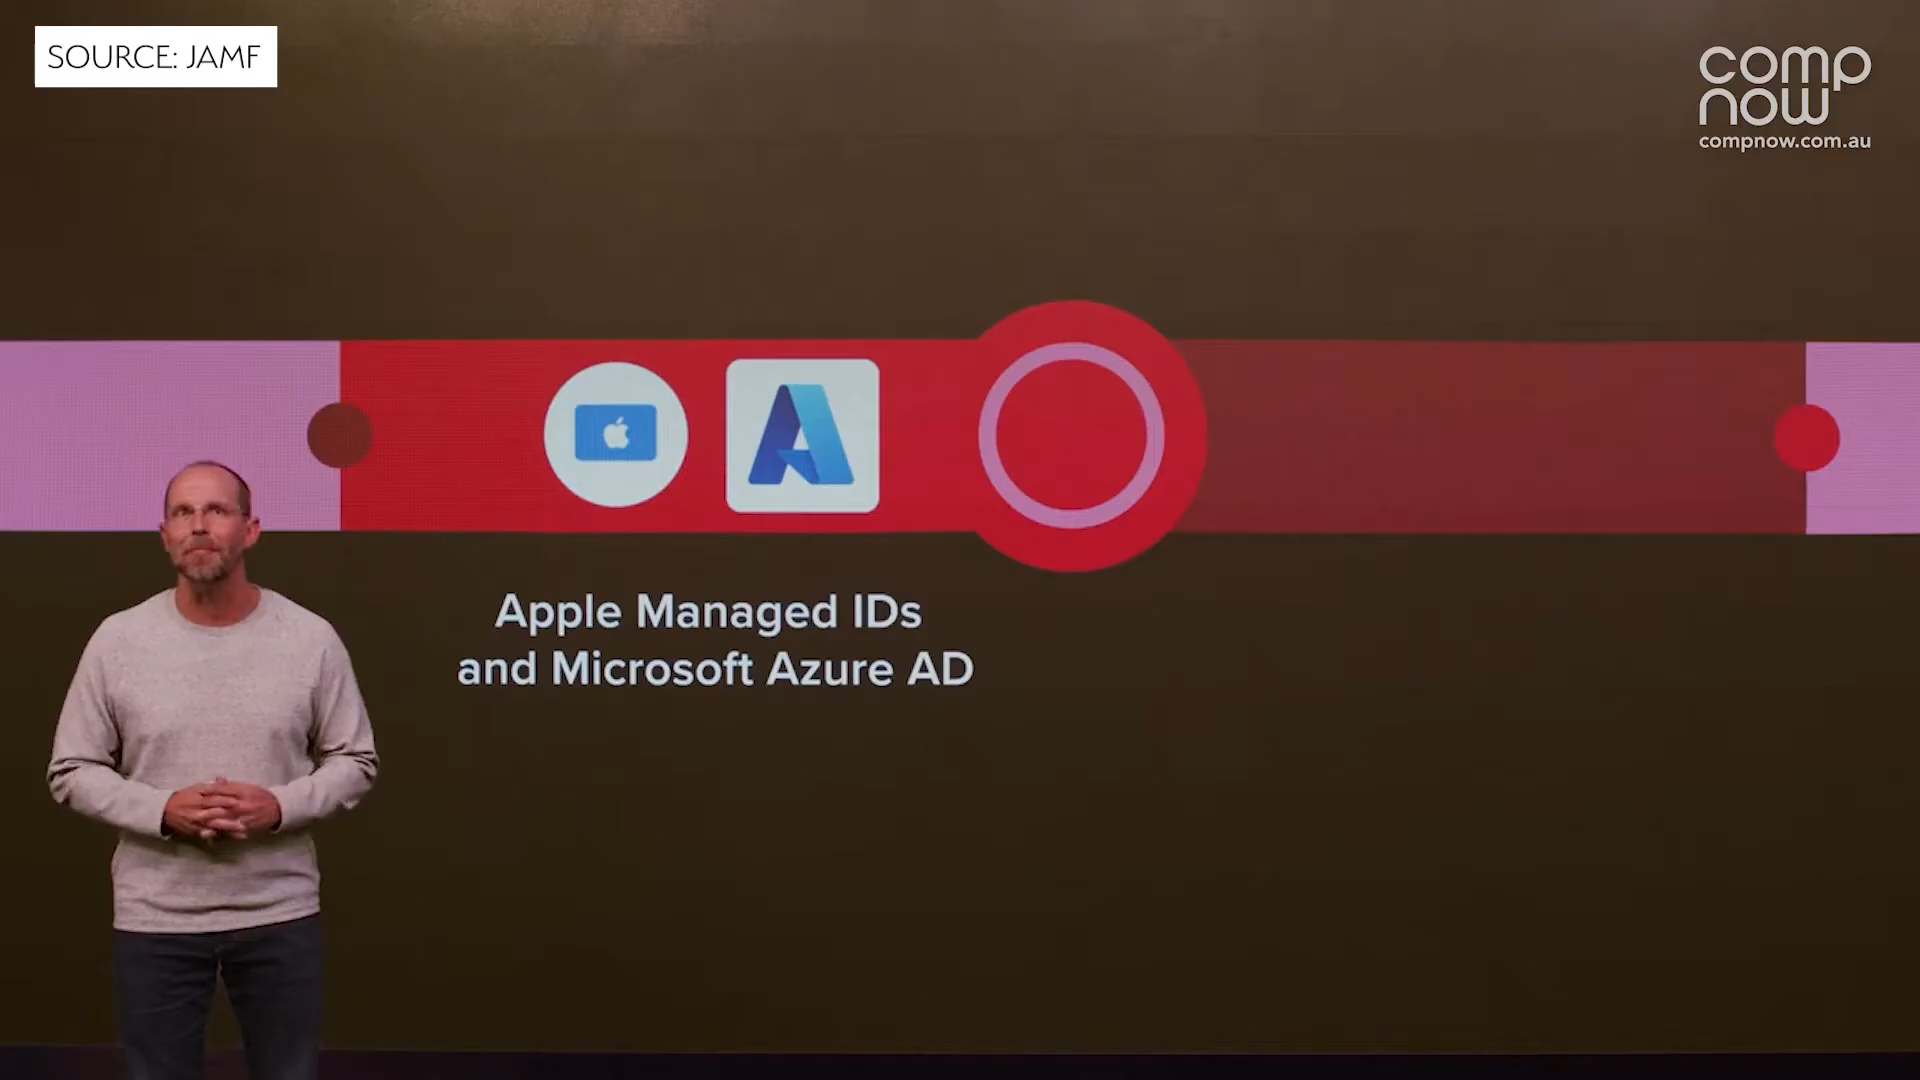 SOURCE: JAMF
comp
now
compnow.com.au
Apple Managed IDs
and Microsoft Azure AD